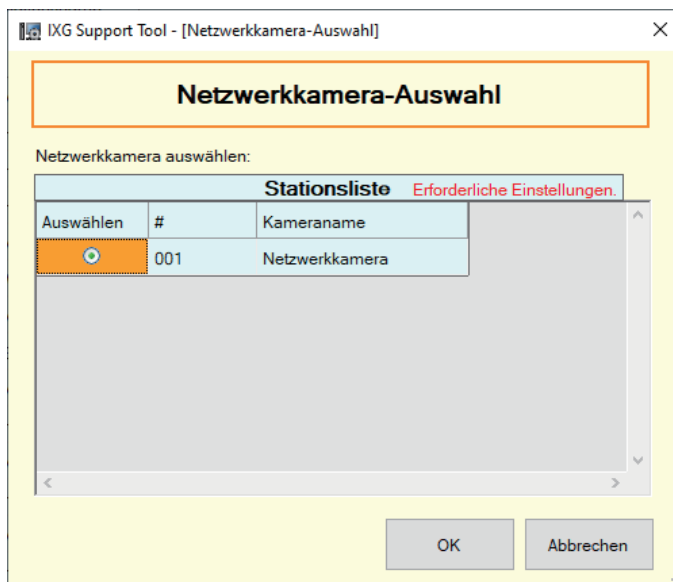 IXG Support Tool - [Netzwerkkamera-Auswahl]
Netzwerkkamera-Auswahl
Netzwerkkamera auswählen:
Stationsliste Erforderliche Einstellungen.
Auswählen # Kameraname
001 Netzwerkkamera
OK Abbrechen